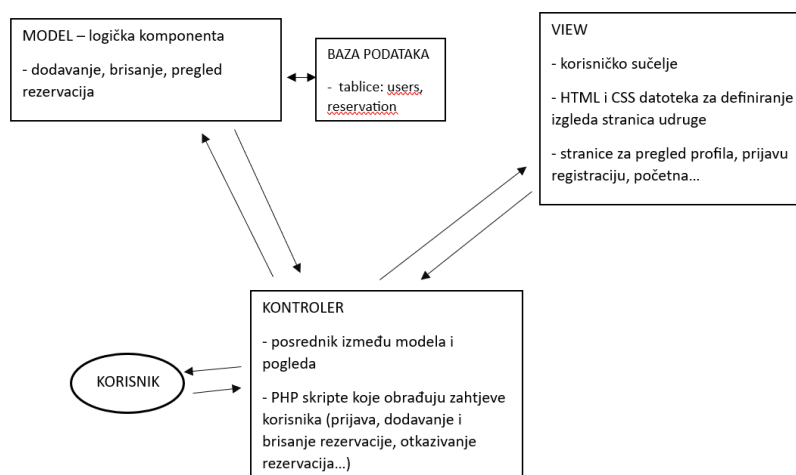 MODEL – logička komponenta
- dodavanje, brisanje, pregled
rezervacija
BAZA PODATAKA
- tablice: users,
reservation
VIEW
- korisničko sučelje
- HTML i CSS datoteka za definiranje
izgleda stranica udruge
- stranice za pregled profila, prijavu
registraciju, početna...
KONTROLER
- posrednik između modela i
pogleda
- PHP skripte koje obrađuju zahtjeve
korisnika (prijava, dodavanje i
brisanje rezervacije, otkazivanje
rezervacija...)
KORISNIK